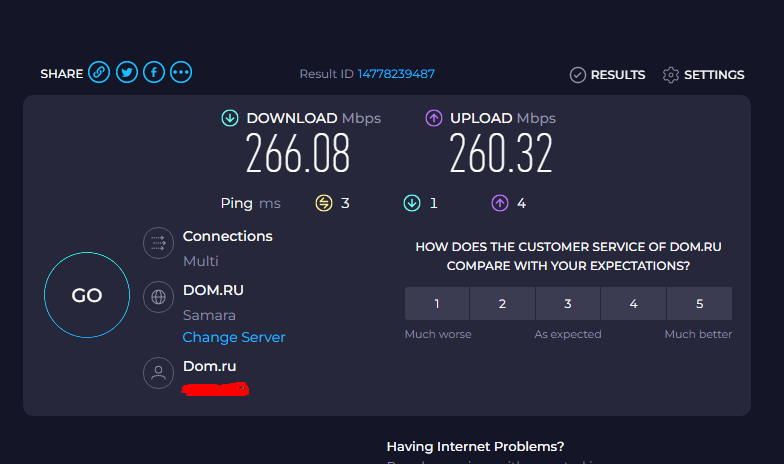 SHARE
Result ID 14778239487
RESULTS
SETTINGS
DOWNLOAD Mbps
UPLOAD Mbps
266.08
260.32
Ping ms 3 1 4
GO
Connections
Multi
DOM.RU
Samara
Change Server
Dom.ru
HOW DOES THE CUSTOMER SERVICE OF DOM.RU
COMPARE WITH YOUR EXPECTATIONS?
1 2 3 4 5
Much worse As expected Much better
Having Internet Problems?